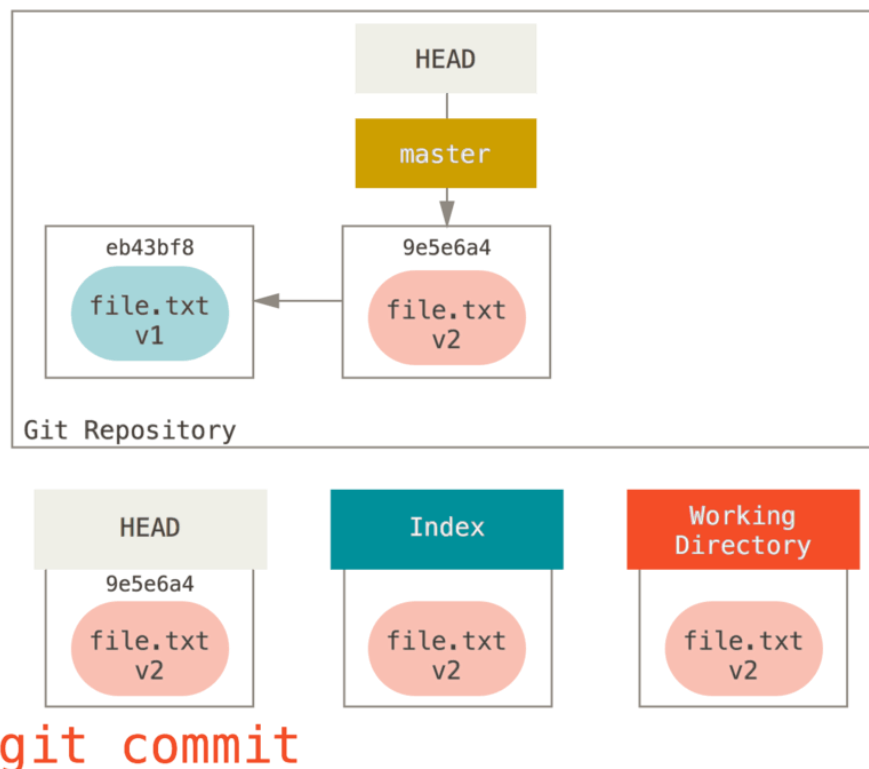 HEAD
master
eb43bf8
file.txt
v1
9e5e6a4
file.txt
v2
Git Repository
HEAD
9e5e6a4
file.txt
v2
Index
file.txt
v2
Working
Directory
file.txt
v2
git commit